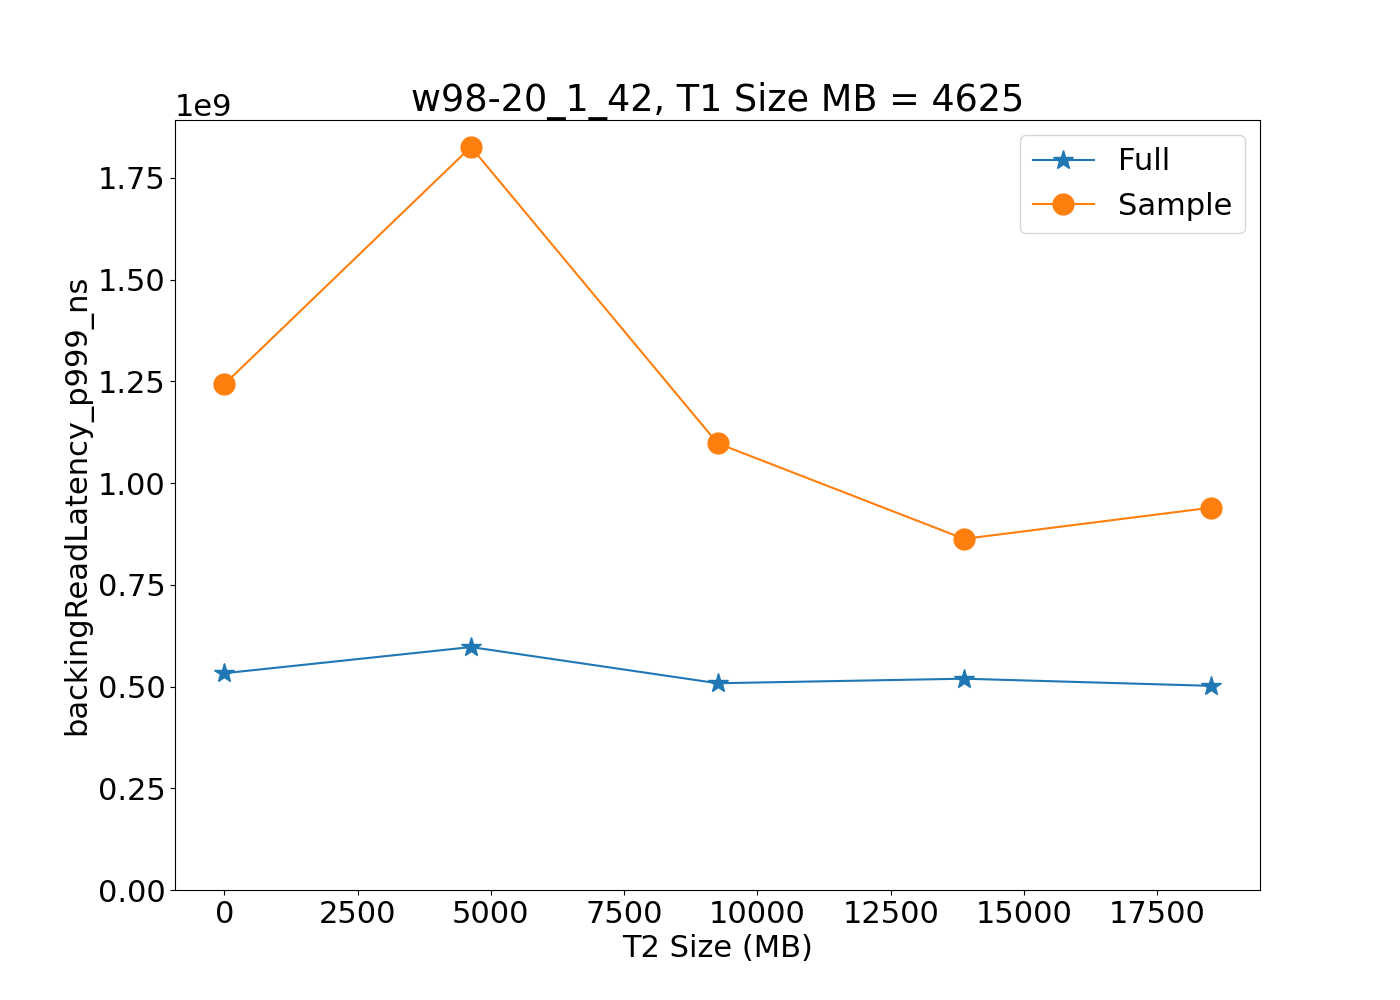 w98-20_1_42, T1 Size MB = 4625
1e9
Full
Sample
1.75
1.50
1.25
1.00
0.75
0.50
0.25
0.00
backingReadLatency_p999_ns
0 2500 5000 7500 10000 12500 15000 17500
T2 Size (MB)